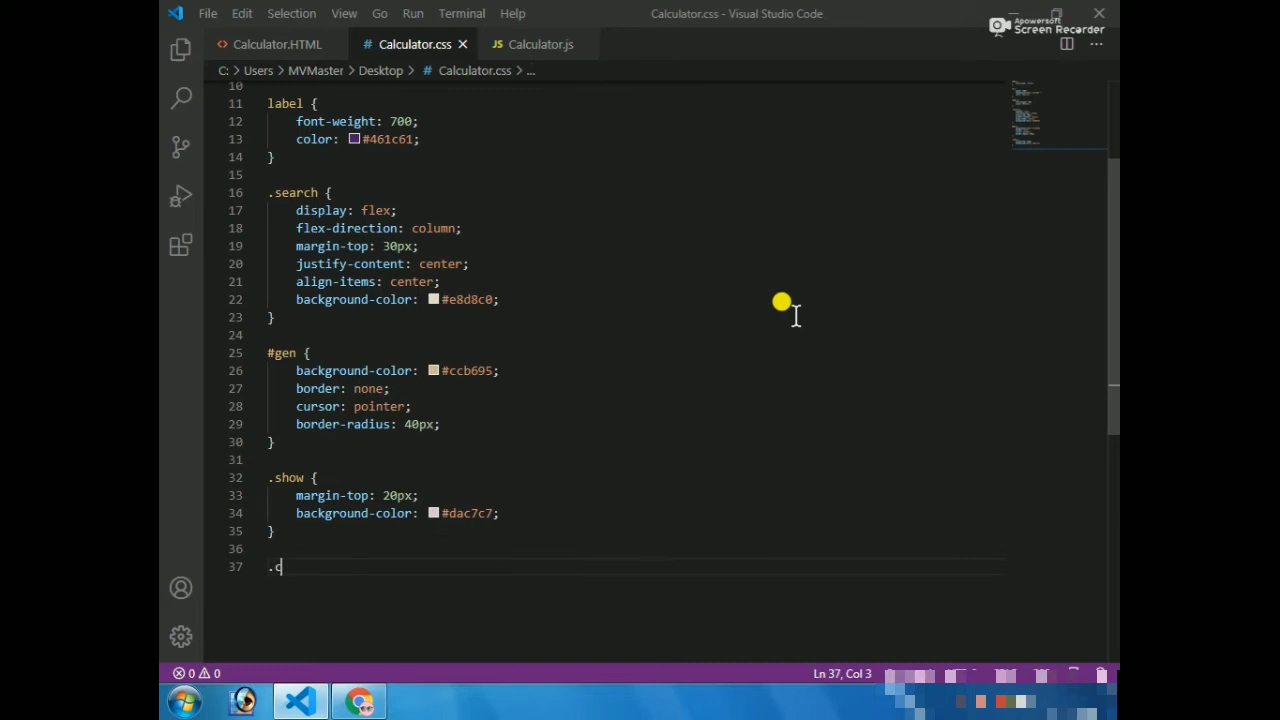 File Edit Selection View Go Run Terminal Help
Calculator.css - Visual Studio Code
Apowersoft
Screen Recorder
Calculator.HTML
# Calculator.css
JS Calculator.js
C: > Users > MVMaster > Desktop > # Calculator.css > ...
10
11 label {
12 font-weight: 700;
13 color: #461c61;
14 }
15
16 .search {
17 display: flex;
18 flex-direction: column;
19 margin-top: 30px;
20 justify-content: center;
21 align-items: center;
22 background-color: #e8d8c0;
23 }
24
25 #gen {
26 background-color: #ccb695;
27 border: none;
28 cursor: pointer;
29 border-radius: 40px;
30 }
31
32 .show {
33 margin-top: 20px;
34 background-color: #dac7c7;
35 }
36
37 .c
0 0
Ln 37, Col 3